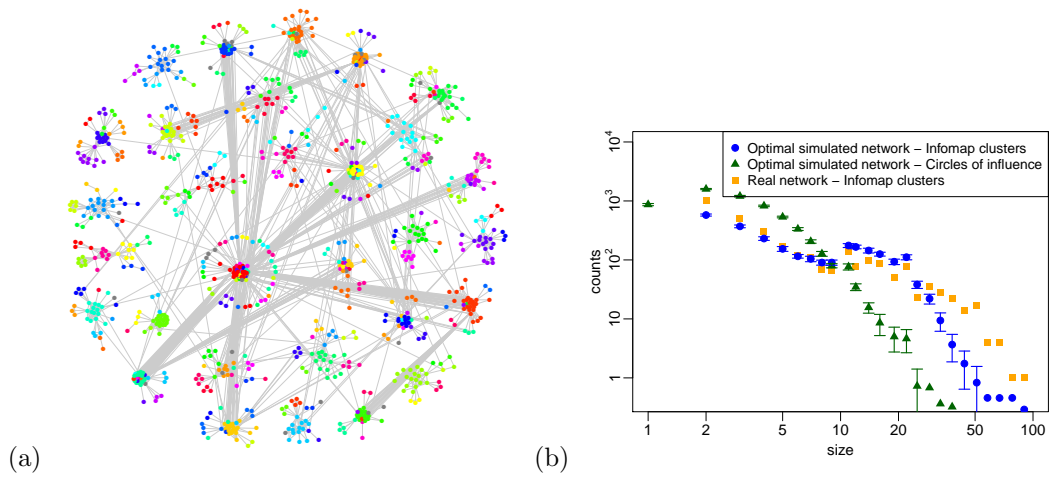 (a)
(b)
counts
10^4
10^3
10^2
10
1
Optimal simulated network – Infomap clusters
Optimal simulated network – Circles of influence
Real network – Infomap clusters
1 2 5 10 20 50 100
size